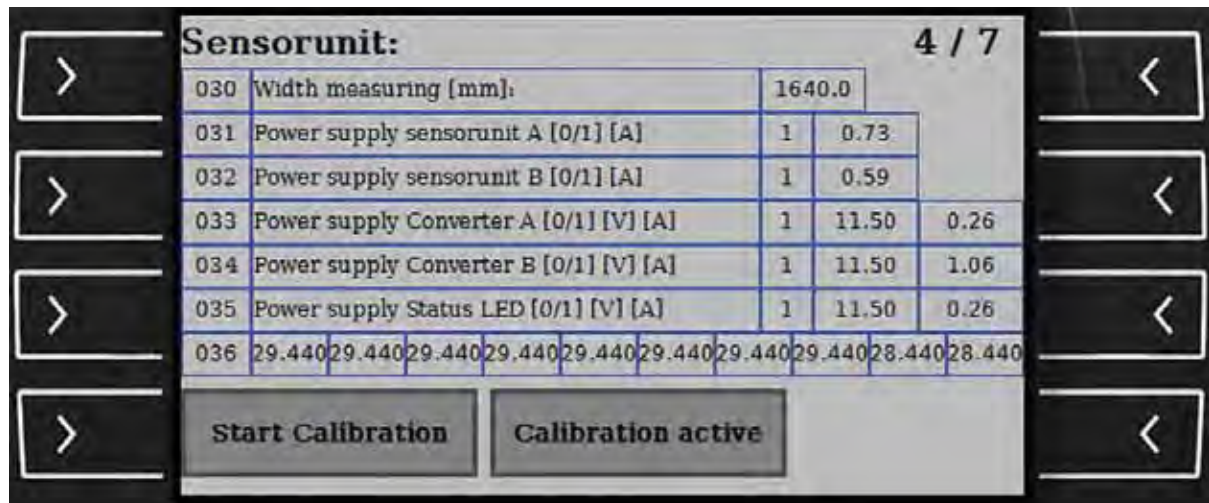 Sensorunit: 4 / 7
030 Width measuring [mm]: 1640.0
031 Power supply sensorunit A [0/1] [A] 1 0.73
032 Power supply sensorunit B [0/1] [A] 1 0.59
033 Power supply Converter A [0/1] [V] [A] 1 11.50 0.26
034 Power supply Converter B [0/1] [V] [A] 1 11.50 1.06
035 Power supply Status LED [0/1] [V] [A] 1 11.50 0.26
036 29.440 29.440 29.440 29.440 29.440 29.440 29.440 29.440 28.440 28.440
Start Calibration Calibration active